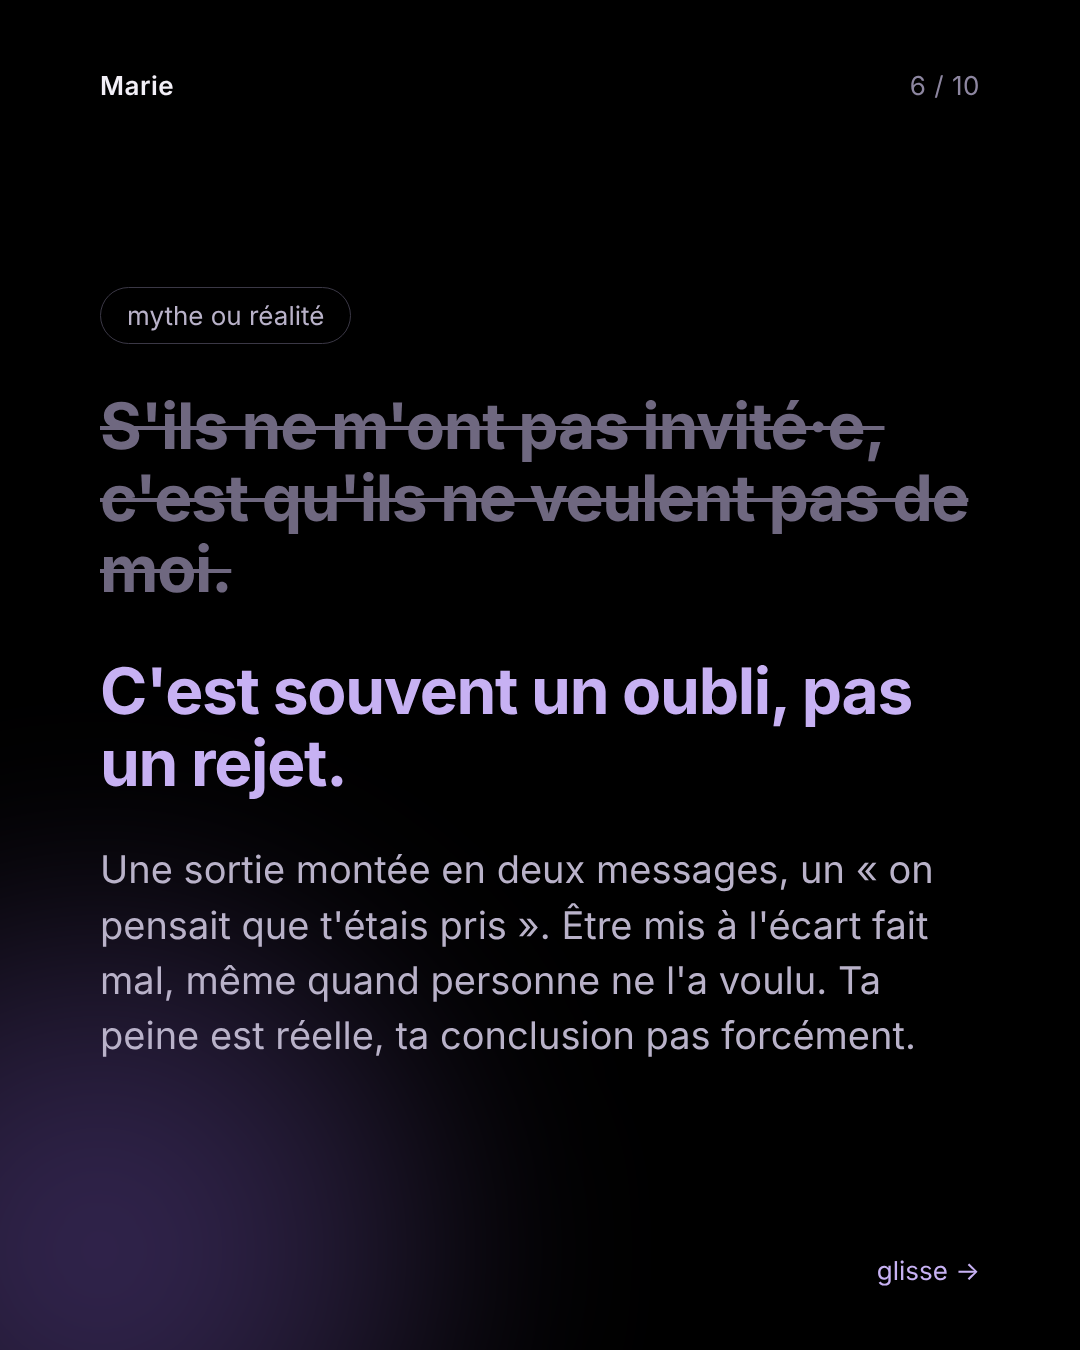 Marie
6 / 10
mythe ou réalité
S'ils ne m'ont pas invité·e,
c'est qu'ils ne veulent pas de
moi.
C'est souvent un oubli, pas
un rejet.
Une sortie montée en deux messages, un « on
pensait que t'étais pris ». Être mis à l'écart fait
mal, même quand personne ne l'a voulu. Ta
peine est réelle, ta conclusion pas forcément.
glisse →